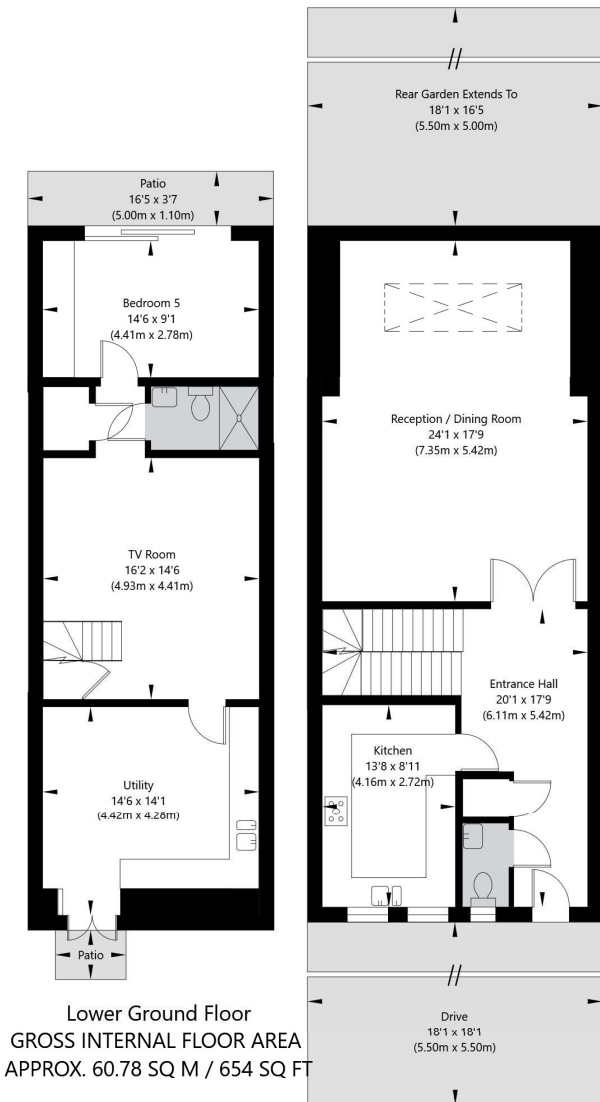 Patio
16'5 x 3'7
(5.00m x 1.10m)
Bedroom 5
14'6 x 9'1
(4.41m x 2.78m)
TV Room
16'2 x 14'6
(4.93m x 4.41m)
Utility
14'6 x 14'1
(4.42m x 4.28m)
Patio
Lower Ground Floor
GROSS INTERNAL FLOOR AREA
APPROX. 60.78 SQ M / 654 SQ FT
Rear Garden Extends To
18'1 x 16'5
(5.50m x 5.00m)
Reception / Dining Room
24'1 x 17'9
(7.35m x 5.42m)
Entrance Hall
20'1 x 17'9
(6.11m x 5.42m)
Kitchen
13'8 x 8'11
(4.16m x 2.72m)
Drive
18'1 x 18'1
(5.50m x 5.50m)